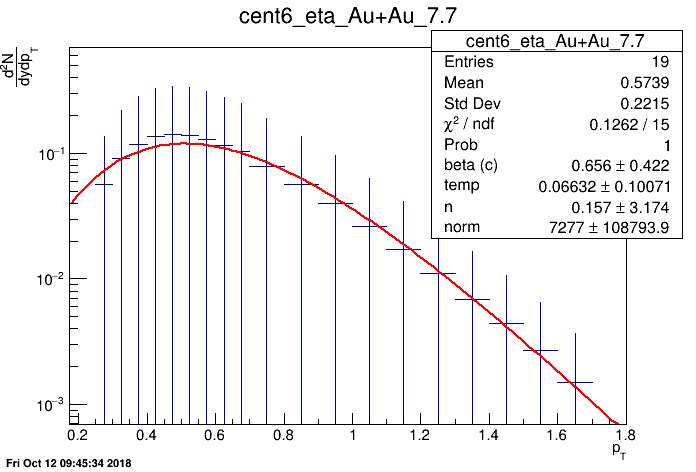 cent6_eta_Au+Au_7.7
d²N
dydp_T
cent6_eta_Au+Au_7.7
Entries 19
Mean 0.5739
Std Dev 0.2215
χ² / ndf 0.1262 / 15
Prob 1
beta (c) 0.656 ± 0.422
temp 0.06632 ± 0.10071
n 0.157 ± 3.174
norm 7277 ± 108793.9
10⁻¹
10⁻²
10⁻³
0.2 0.4 0.6 0.8 1 1.2 1.4 1.6 1.8
p_T
Fri Oct 12 09:45:34 2018